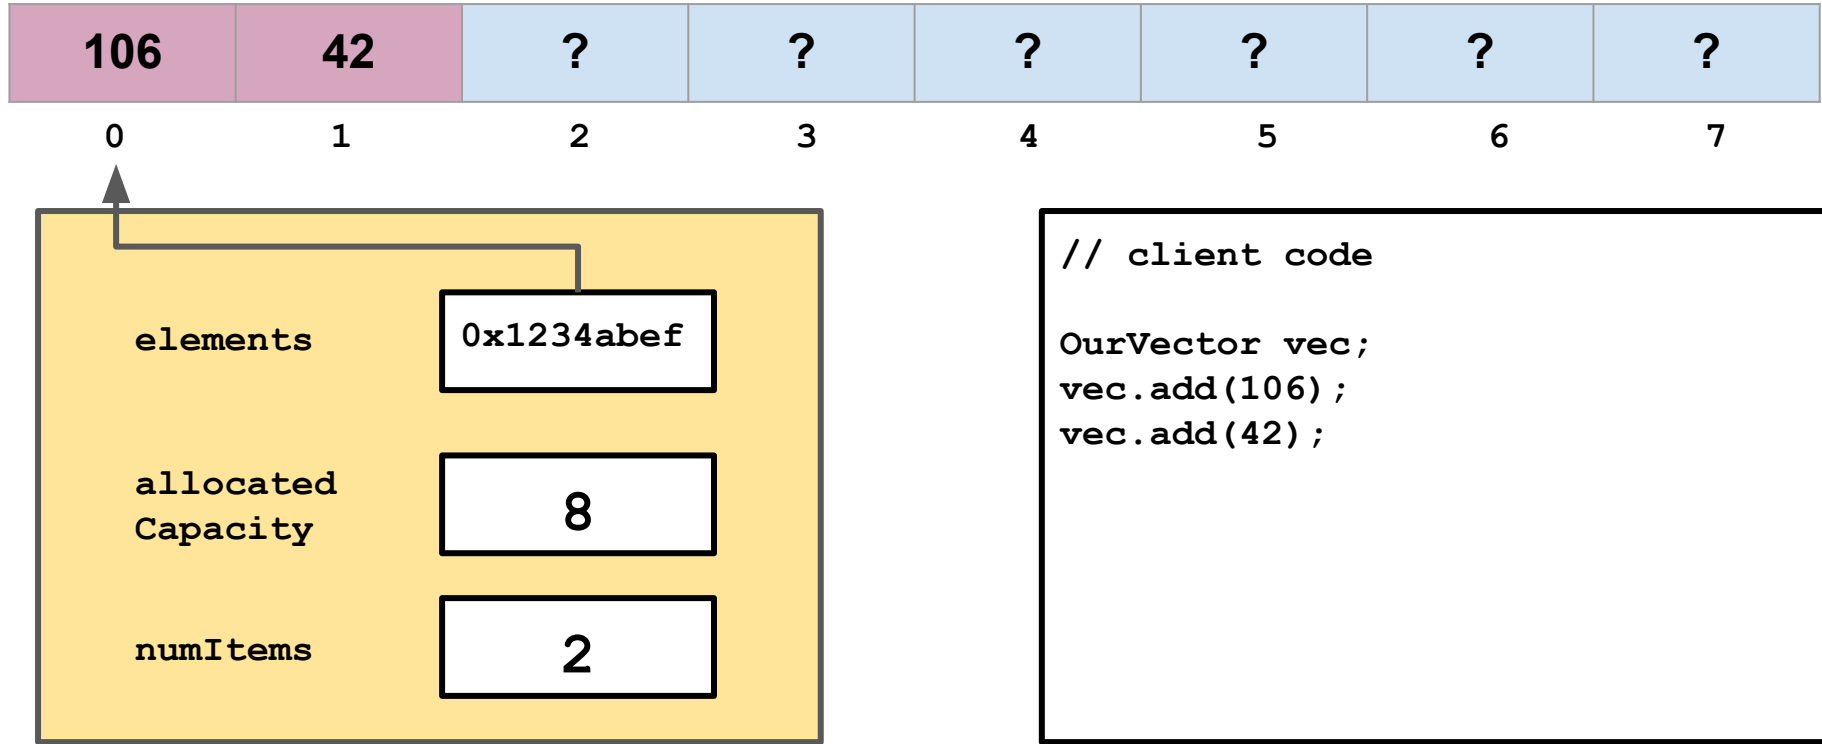 106 42 ? ? ? ? ? ?
0 1 2 3 4 5 6 7
elements 0x1234abef
allocated
Capacity 8
numItems 2
// client code
OurVector vec;
vec.add(106);
vec.add(42);